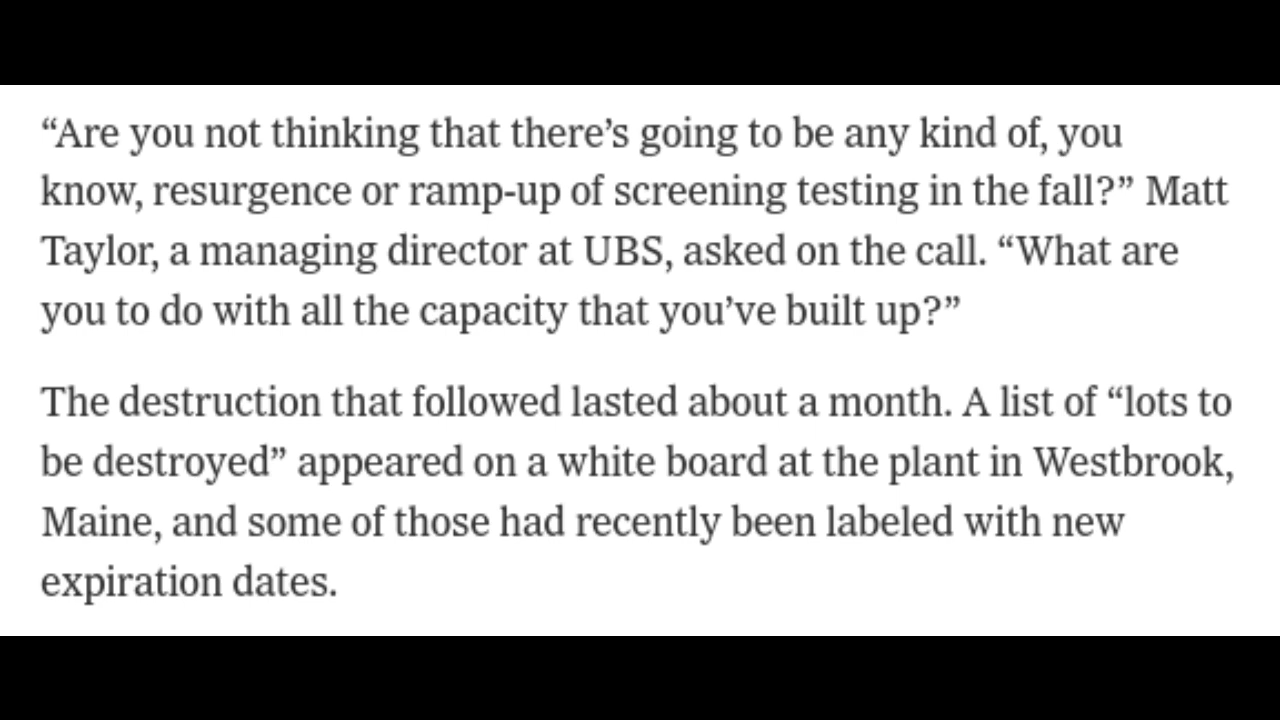 “Are you not thinking that there’s going to be any kind of, you
know, resurgence or ramp-up of screening testing in the fall?” Matt
Taylor, a managing director at UBS, asked on the call. “What are
you to do with all the capacity that you’ve built up?”
The destruction that followed lasted about a month. A list of “lots to
be destroyed” appeared on a white board at the plant in Westbrook,
Maine, and some of those had recently been labeled with new
expiration dates.